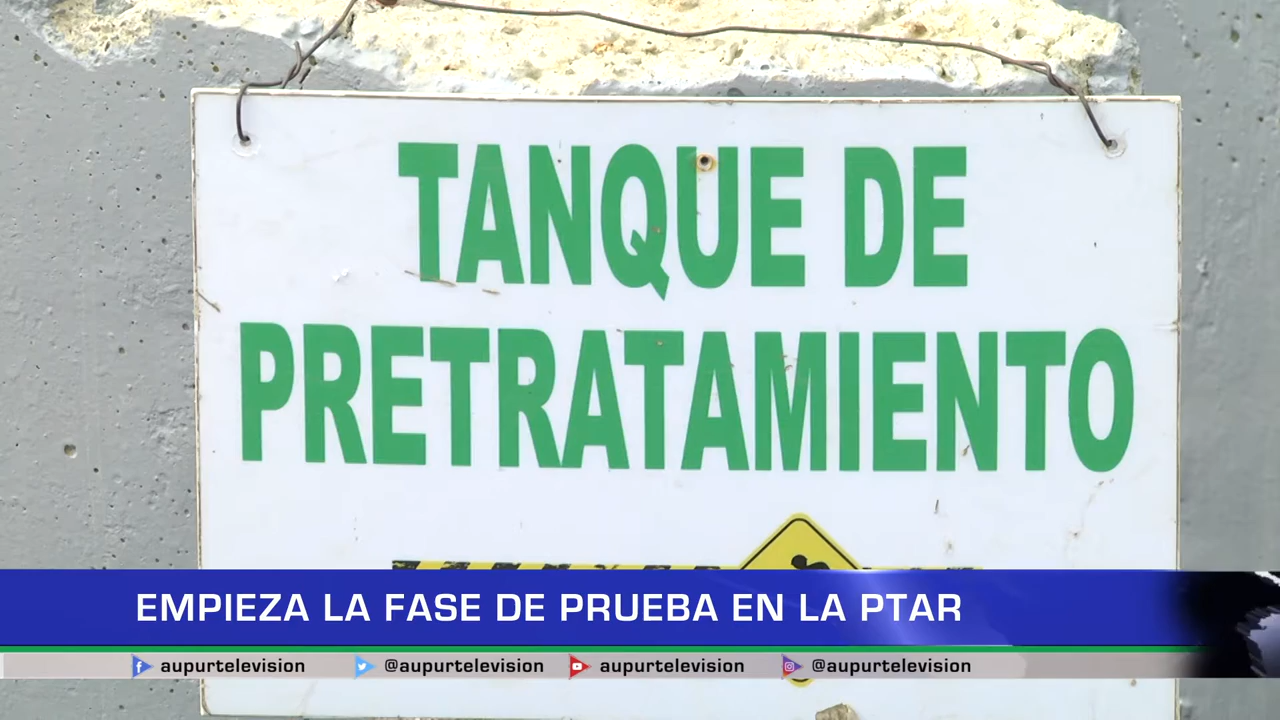 TANQUE DE
PRETRATAMIENTO
EMPIEZA LA FASE DE PRUEBA EN LA PTAR
aupurtelevision @aupurtelevision aupurtelevision @aupurtelevision